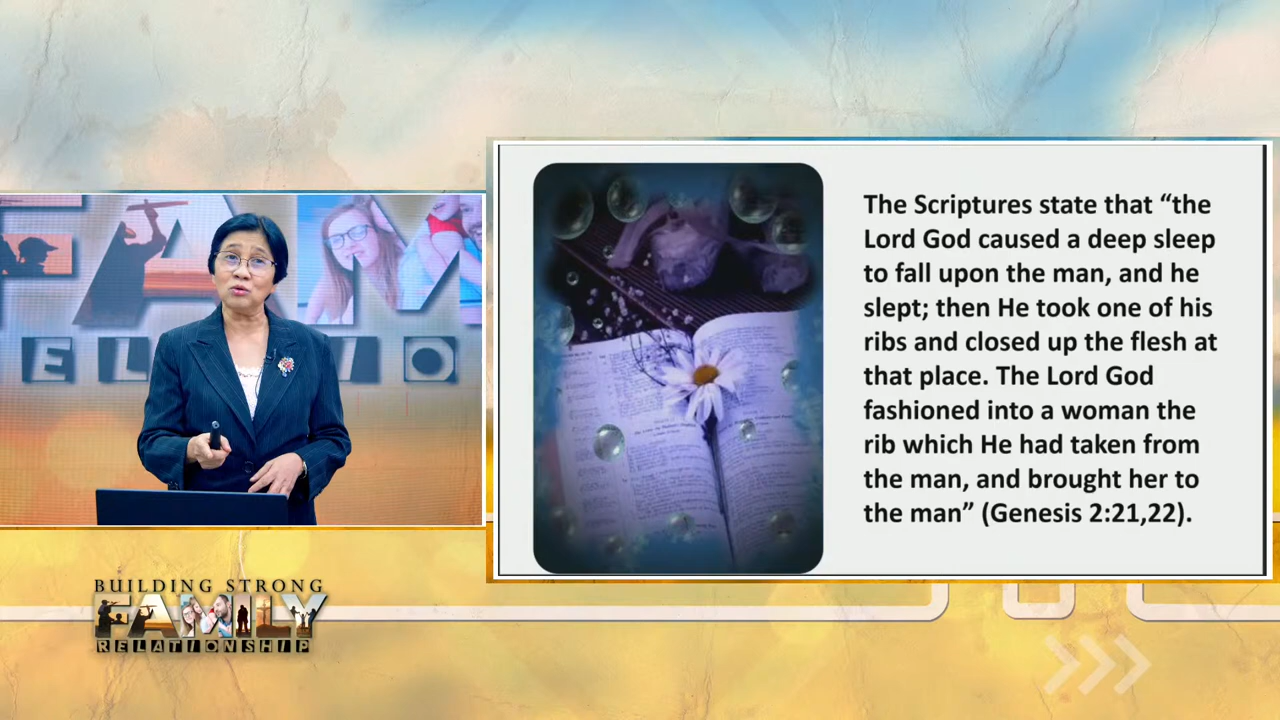 FAM
ELATIO
The Scriptures state that “the
Lord God caused a deep sleep
to fall upon the man, and he
slept; then He took one of his
ribs and closed up the flesh at
that place. The Lord God
fashioned into a woman the
rib which He had taken from
the man, and brought her to
the man” (Genesis 2:21,22).
BUILDING STRONG
FAMILY
RELATIONSHIP